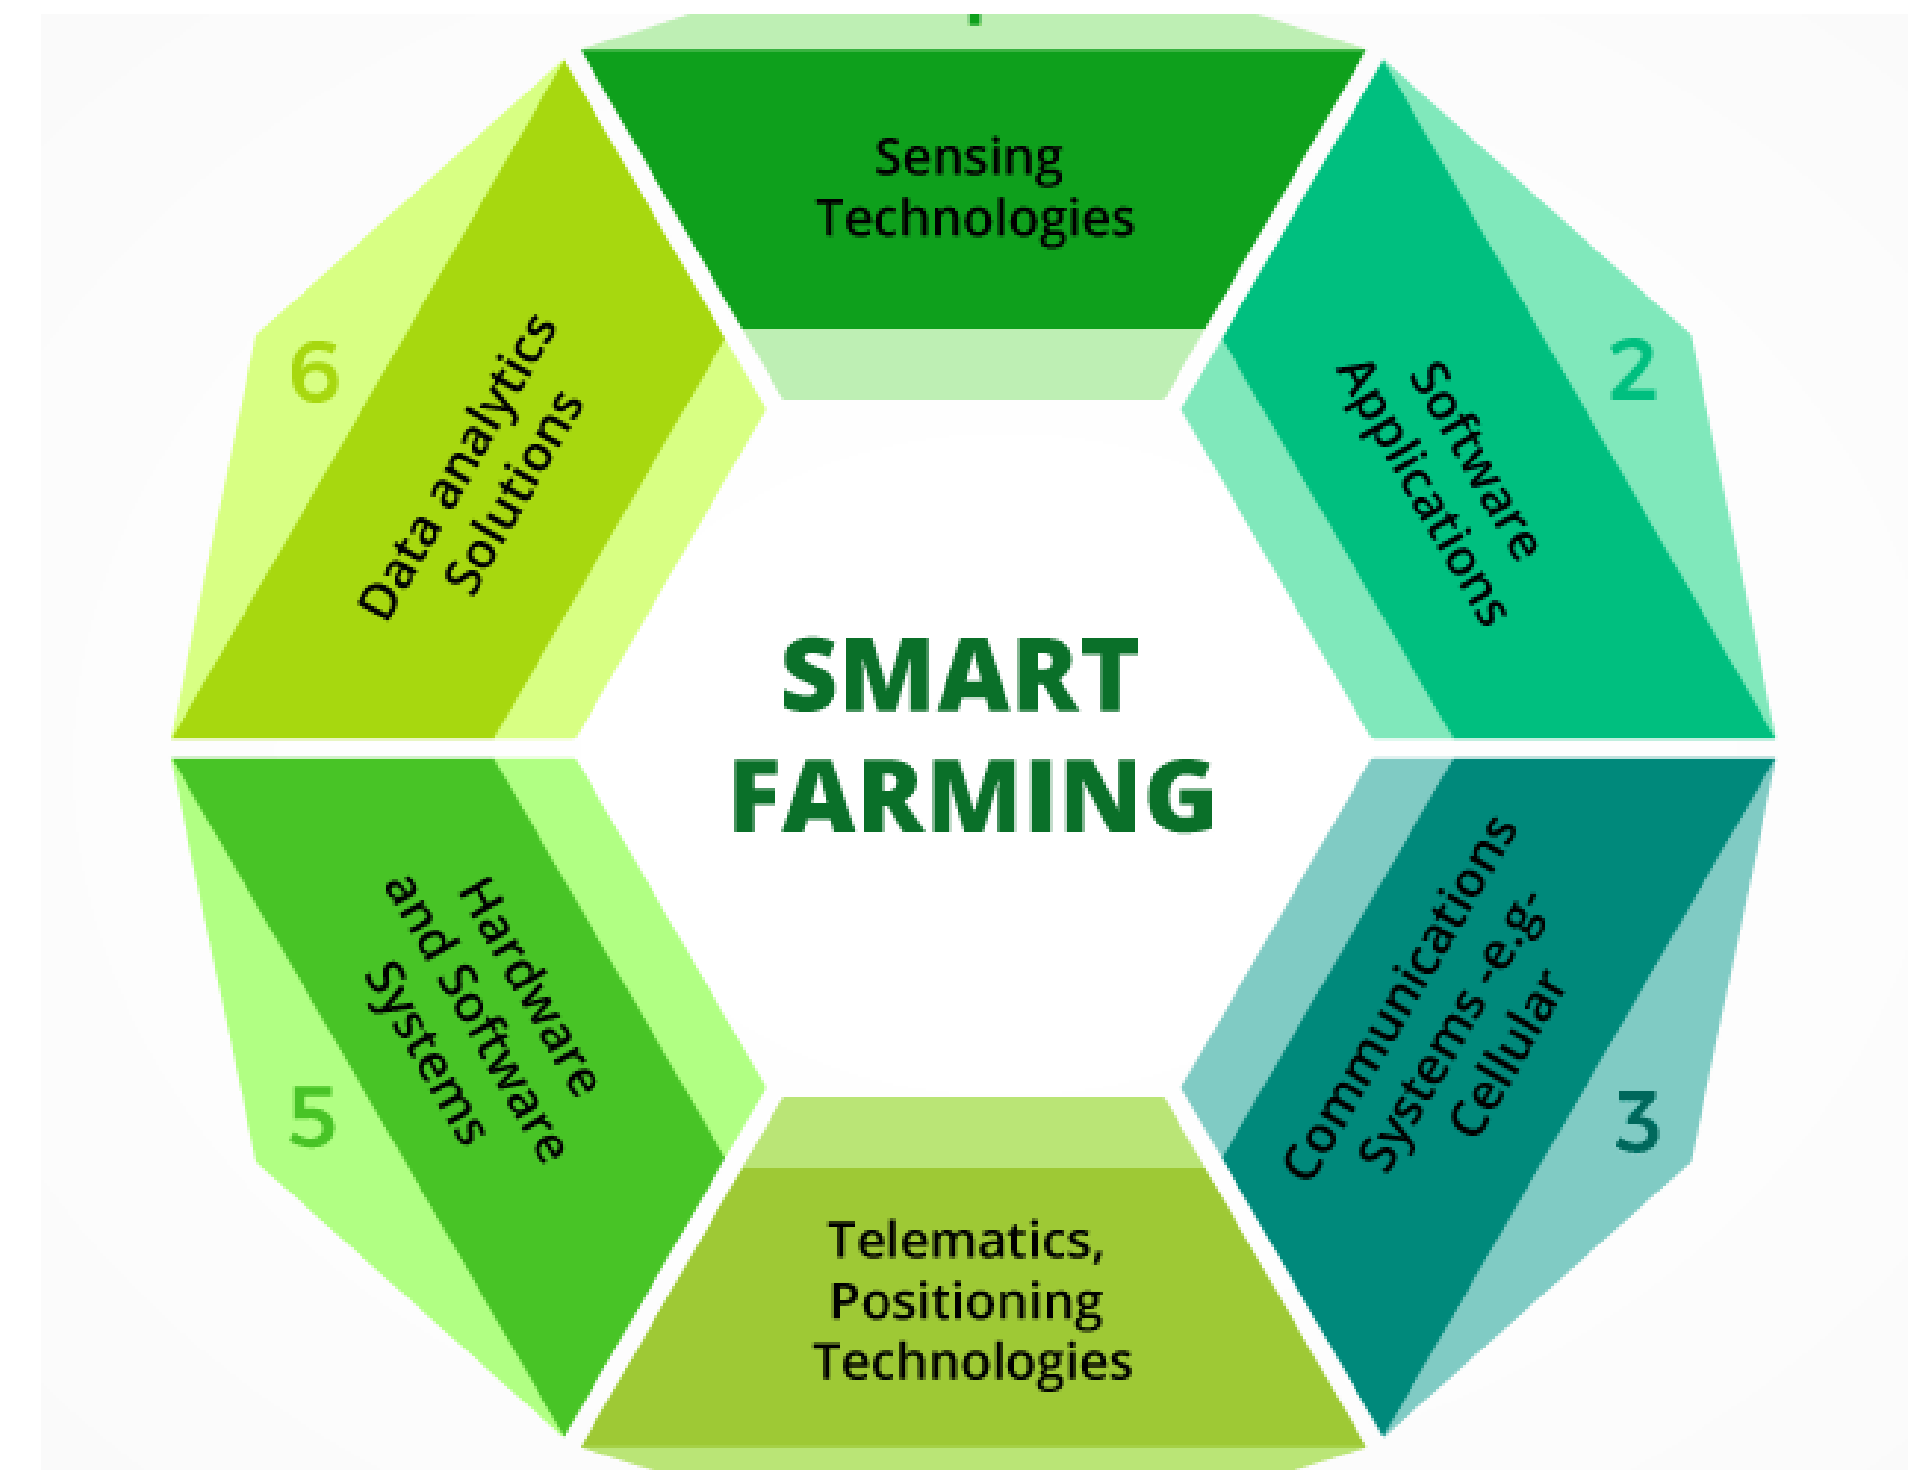 Sensing
Technologies
2
Software
Applications
3
Communications
Systems -e.g-
Cellular
Telematics,
Positioning
Technologies
5
Hardware
and Software
Systems
6
Data analytics
Solutions
SMART
FARMING